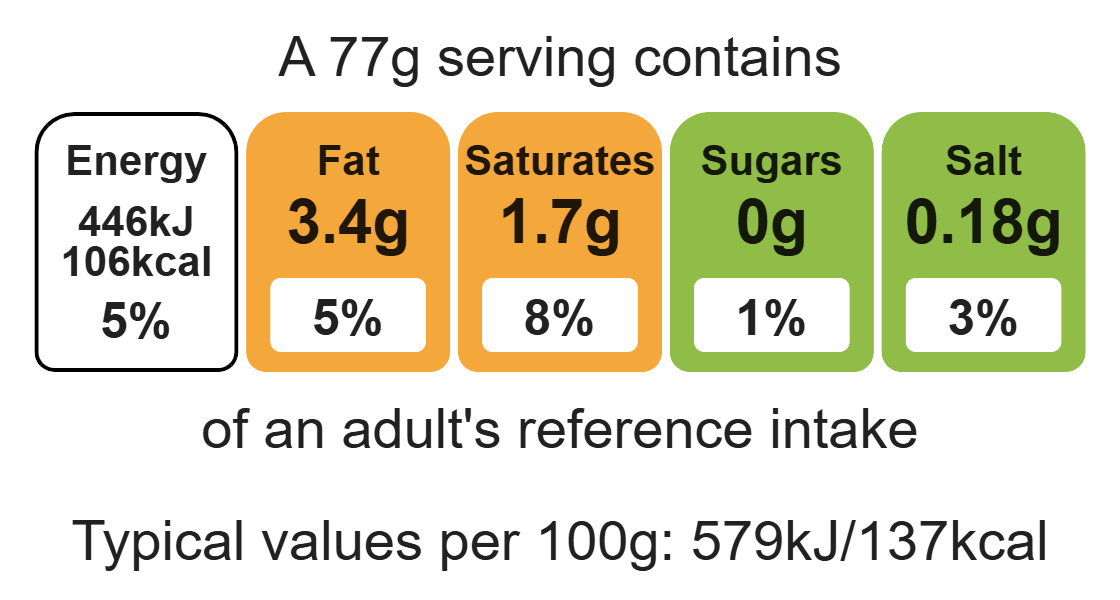 A 77g serving contains
Energy
446kJ
106kcal
5%
Fat
3.4g
5%
Saturates
1.7g
8%
Sugars
0g
1%
Salt
0.18g
3%
of an adult's reference intake
Typical values per 100g: 579kJ/137kcal